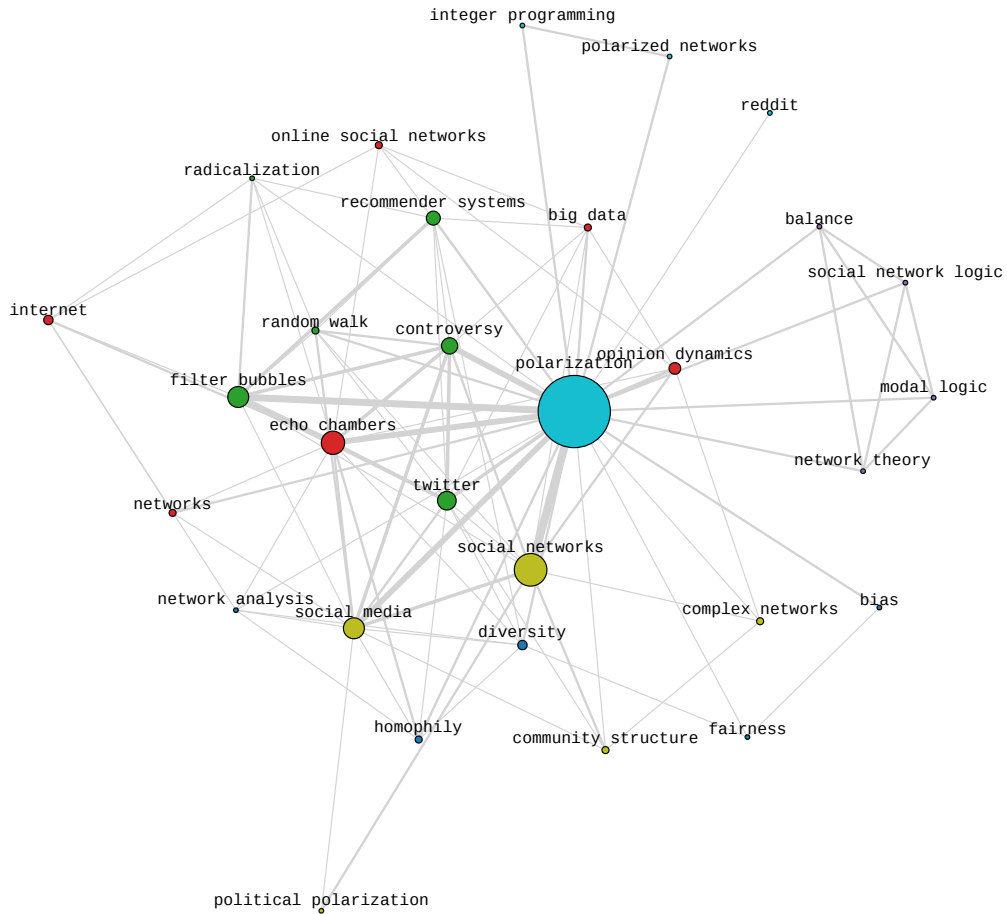 integer programming
polarized networks
reddit
online social networks
radicalization
recommender systems
big data
balance
social network logic
internet
random walk
controversy
opinion dynamics
polarization
filter bubbles
modal logic
echo chambers
network theory
twitter
networks
social networks
network analysis
social media
complex networks
bias
diversity
homophily
community structure
fairness
political polarization